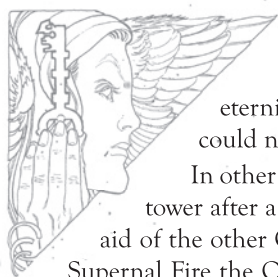 eterni
could n
In other
tower after a
aid of the other
Supernal Fire the